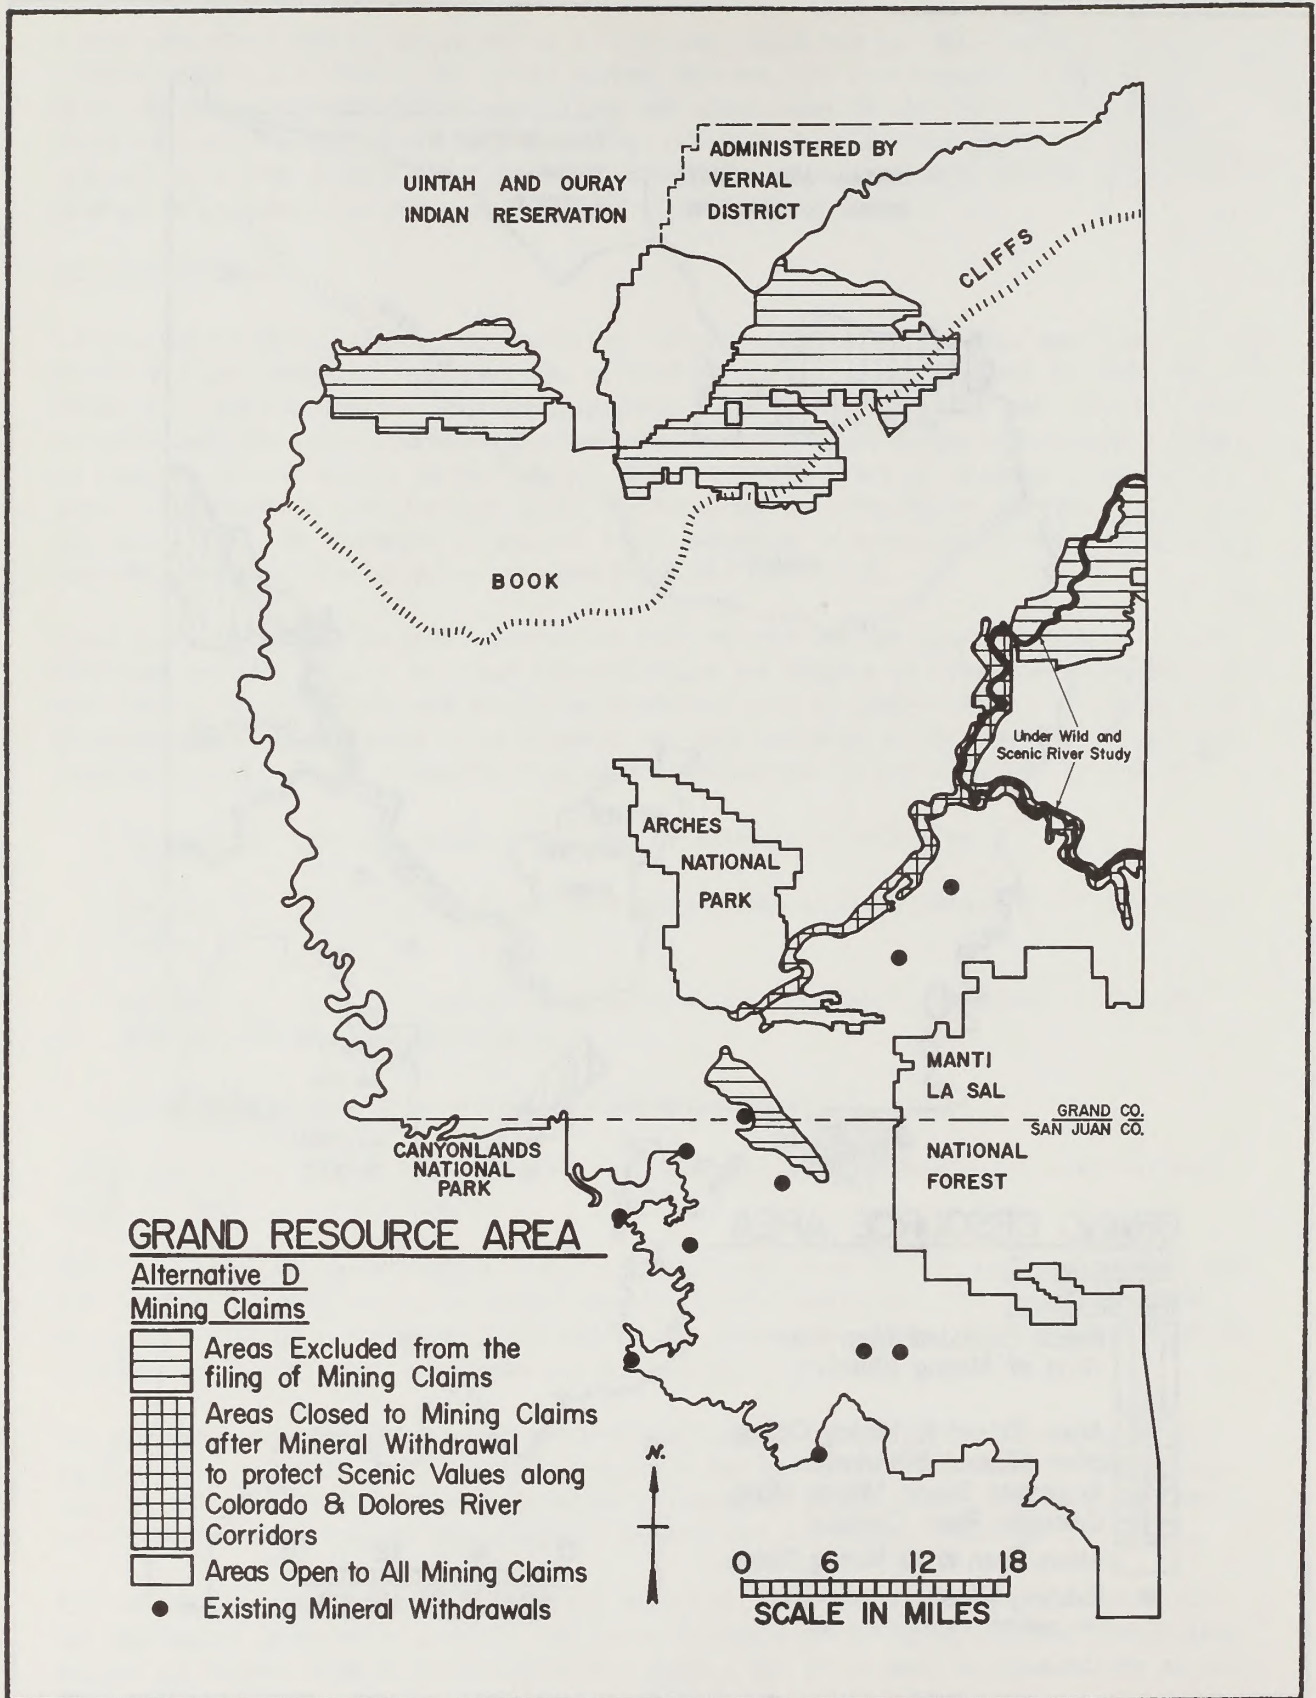 ADMINISTERED BY
VERNAL
DISTRICT
UINTAH AND OURAY
INDIAN RESERVATION
CLIFFS
BOOK
Under Wild and
Scenic River Study
ARCHES
NATIONAL
PARK
MANTI
LA SAL
GRAND CO.
SAN JUAN CO.
NATIONAL
FOREST
CANYONLANDS
NATIONAL
PARK
GRAND RESOURCE AREA
Alternative D
Mining Claims
Areas Excluded from the
filing of Mining Claims
Areas Closed to Mining Claims
after Mineral Withdrawal
to protect Scenic Values along
Colorado & Dolores River
Corridors
Areas Open to All Mining Claims
Existing Mineral Withdrawals
N.
0 6 12 18
SCALE IN MILES